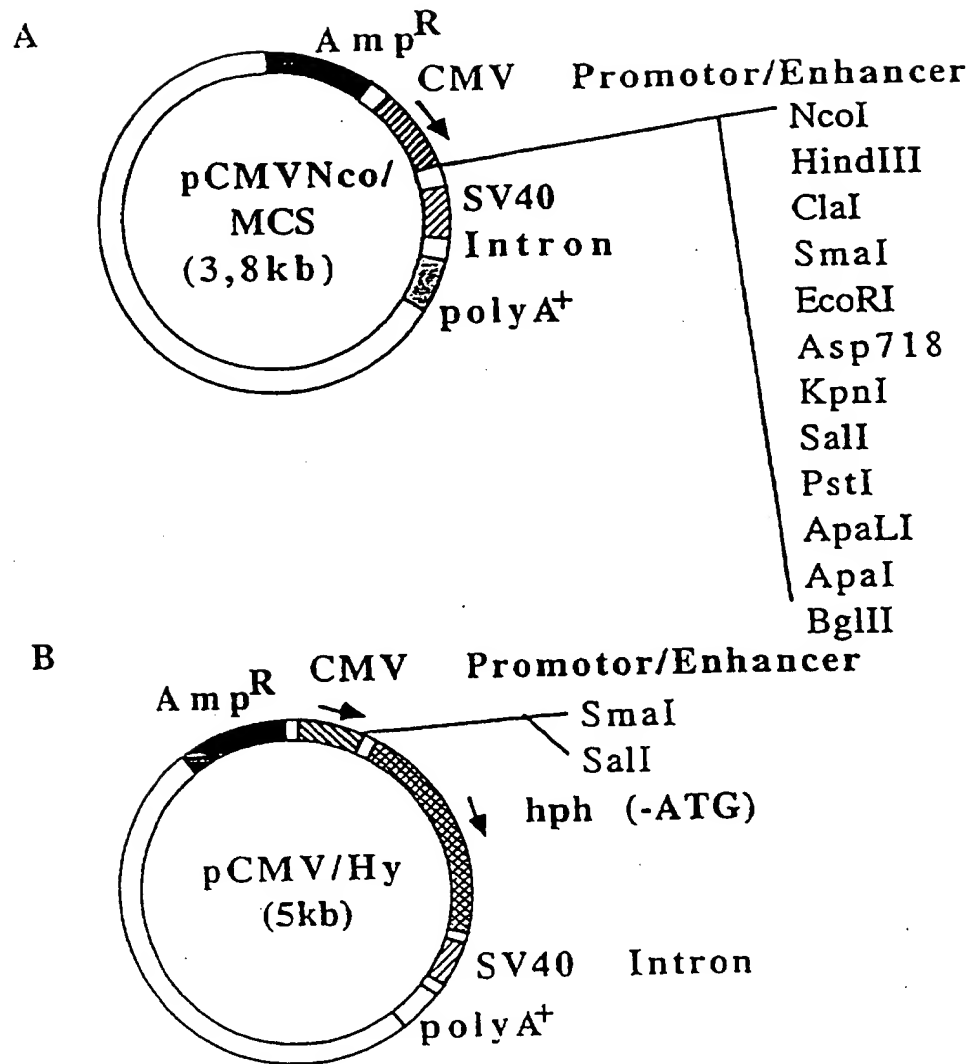 A
AmpR
CMV Promotor/Enhancer
pCMVNco/
MCS
(3,8kb)
SV40
Intron
polyA+
NcoI
HindIII
ClaI
SmaI
EcoRI
Asp718
KpnI
SalI
PstI
ApaLI
ApaI
BglII
B
AmpR
CMV Promotor/Enhancer
SmaI
SalI
hph (-ATG)
pCMV/Hy
(5kb)
SV40 Intron
polyA+